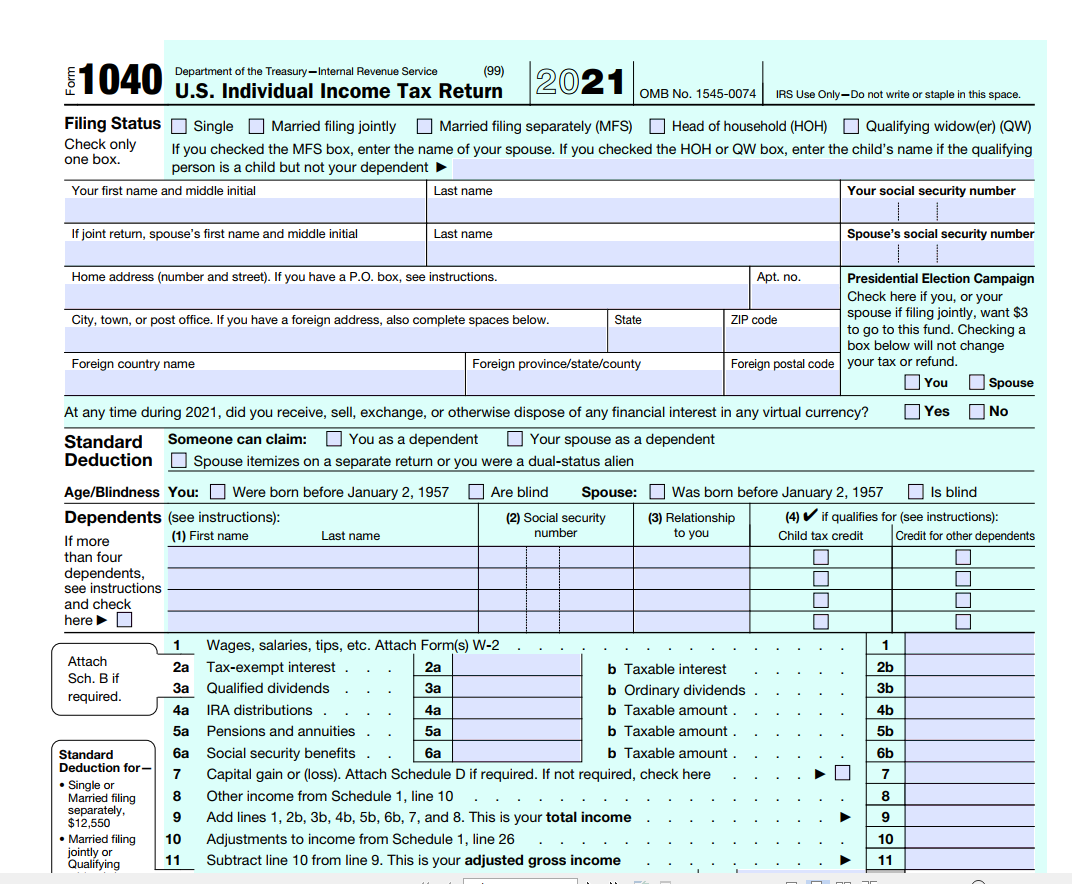 Form 1040 Department of the Treasury—Internal Revenue Service (99)
U.S. Individual Income Tax Return 2021 OMB No. 1545-0074 IRS Use Only—Do not write or staple in this space.
Filing Status Single Married filing jointly Married filing separately (MFS) Head of household (HOH) Qualifying widow(er) (QW)
Check only
one box.
If you checked the MFS box, enter the name of your spouse. If you checked the HOH or QW box, enter the child’s name if the qualifying
person is a child but not your dependent ▶
Your first name and middle initial Last name Your social security number
If joint return, spouse’s first name and middle initial Last name Spouse’s social security number
Home address (number and street). If you have a P.O. box, see instructions. Apt. no.
City, town, or post office. If you have a foreign address, also complete spaces below. State ZIP code
Foreign country name Foreign province/state/county Foreign postal code
Presidential Election Campaign
Check here if you, or your
spouse if filing jointly, want $3
to go to this fund. Checking a
box below will not change
your tax or refund.
You Spouse
At any time during 2021, did you receive, sell, exchange, or otherwise dispose of any financial interest in any virtual currency? Yes No
Standard
Deduction
Someone can claim: You as a dependent Your spouse as a dependent
Spouse itemizes on a separate return or you were a dual-status alien
Age/Blindness You: Were born before January 2, 1957 Are blind Spouse: Was born before January 2, 1957 Is blind
Dependents (see instructions):
If more
than four
dependents,
see instructions
and check
here ▶
(1) First name Last name
(2) Social security
number
(3) Relationship
to you
(4) ✔ if qualifies for (see instructions):
Child tax credit Credit for other dependents
Attach
Sch. B if
required.
1 Wages, salaries, tips, etc. Attach Form(s) W-2 . . . . . . . . . . . . . . . . 1
2a Tax-exempt interest . . . 2a b Taxable interest . . . . . 2b
3a Qualified dividends . . . 3a b Ordinary dividends . . . . . 3b
4a IRA distributions . . . . 4a b Taxable amount . . . . . . 4b
5a Pensions and annuities . . 5a b Taxable amount . . . . . . 5b
6a Social security benefits . . 6a b Taxable amount . . . . . . 6b
7 Capital gain or (loss). Attach Schedule D if required. If not required, check here . . . . ▶ 7
8 Other income from Schedule 1, line 10 . . . . . . . . . . . . . . . . . . 8
9 Add lines 1, 2b, 3b, 4b, 5b, 6b, 7, and 8. This is your total income . . . . . . . . . ▶ 9
10 Adjustments to income from Schedule 1, line 26 . . . . . . . . . . . . . . . 10
11 Subtract line 10 from line 9. This is your adjusted gross income . . . . . . . . . ▶ 11
Standard
Deduction for—
• Single or
Married filing
separately,
$12,550
• Married filing
jointly or
Qualifying